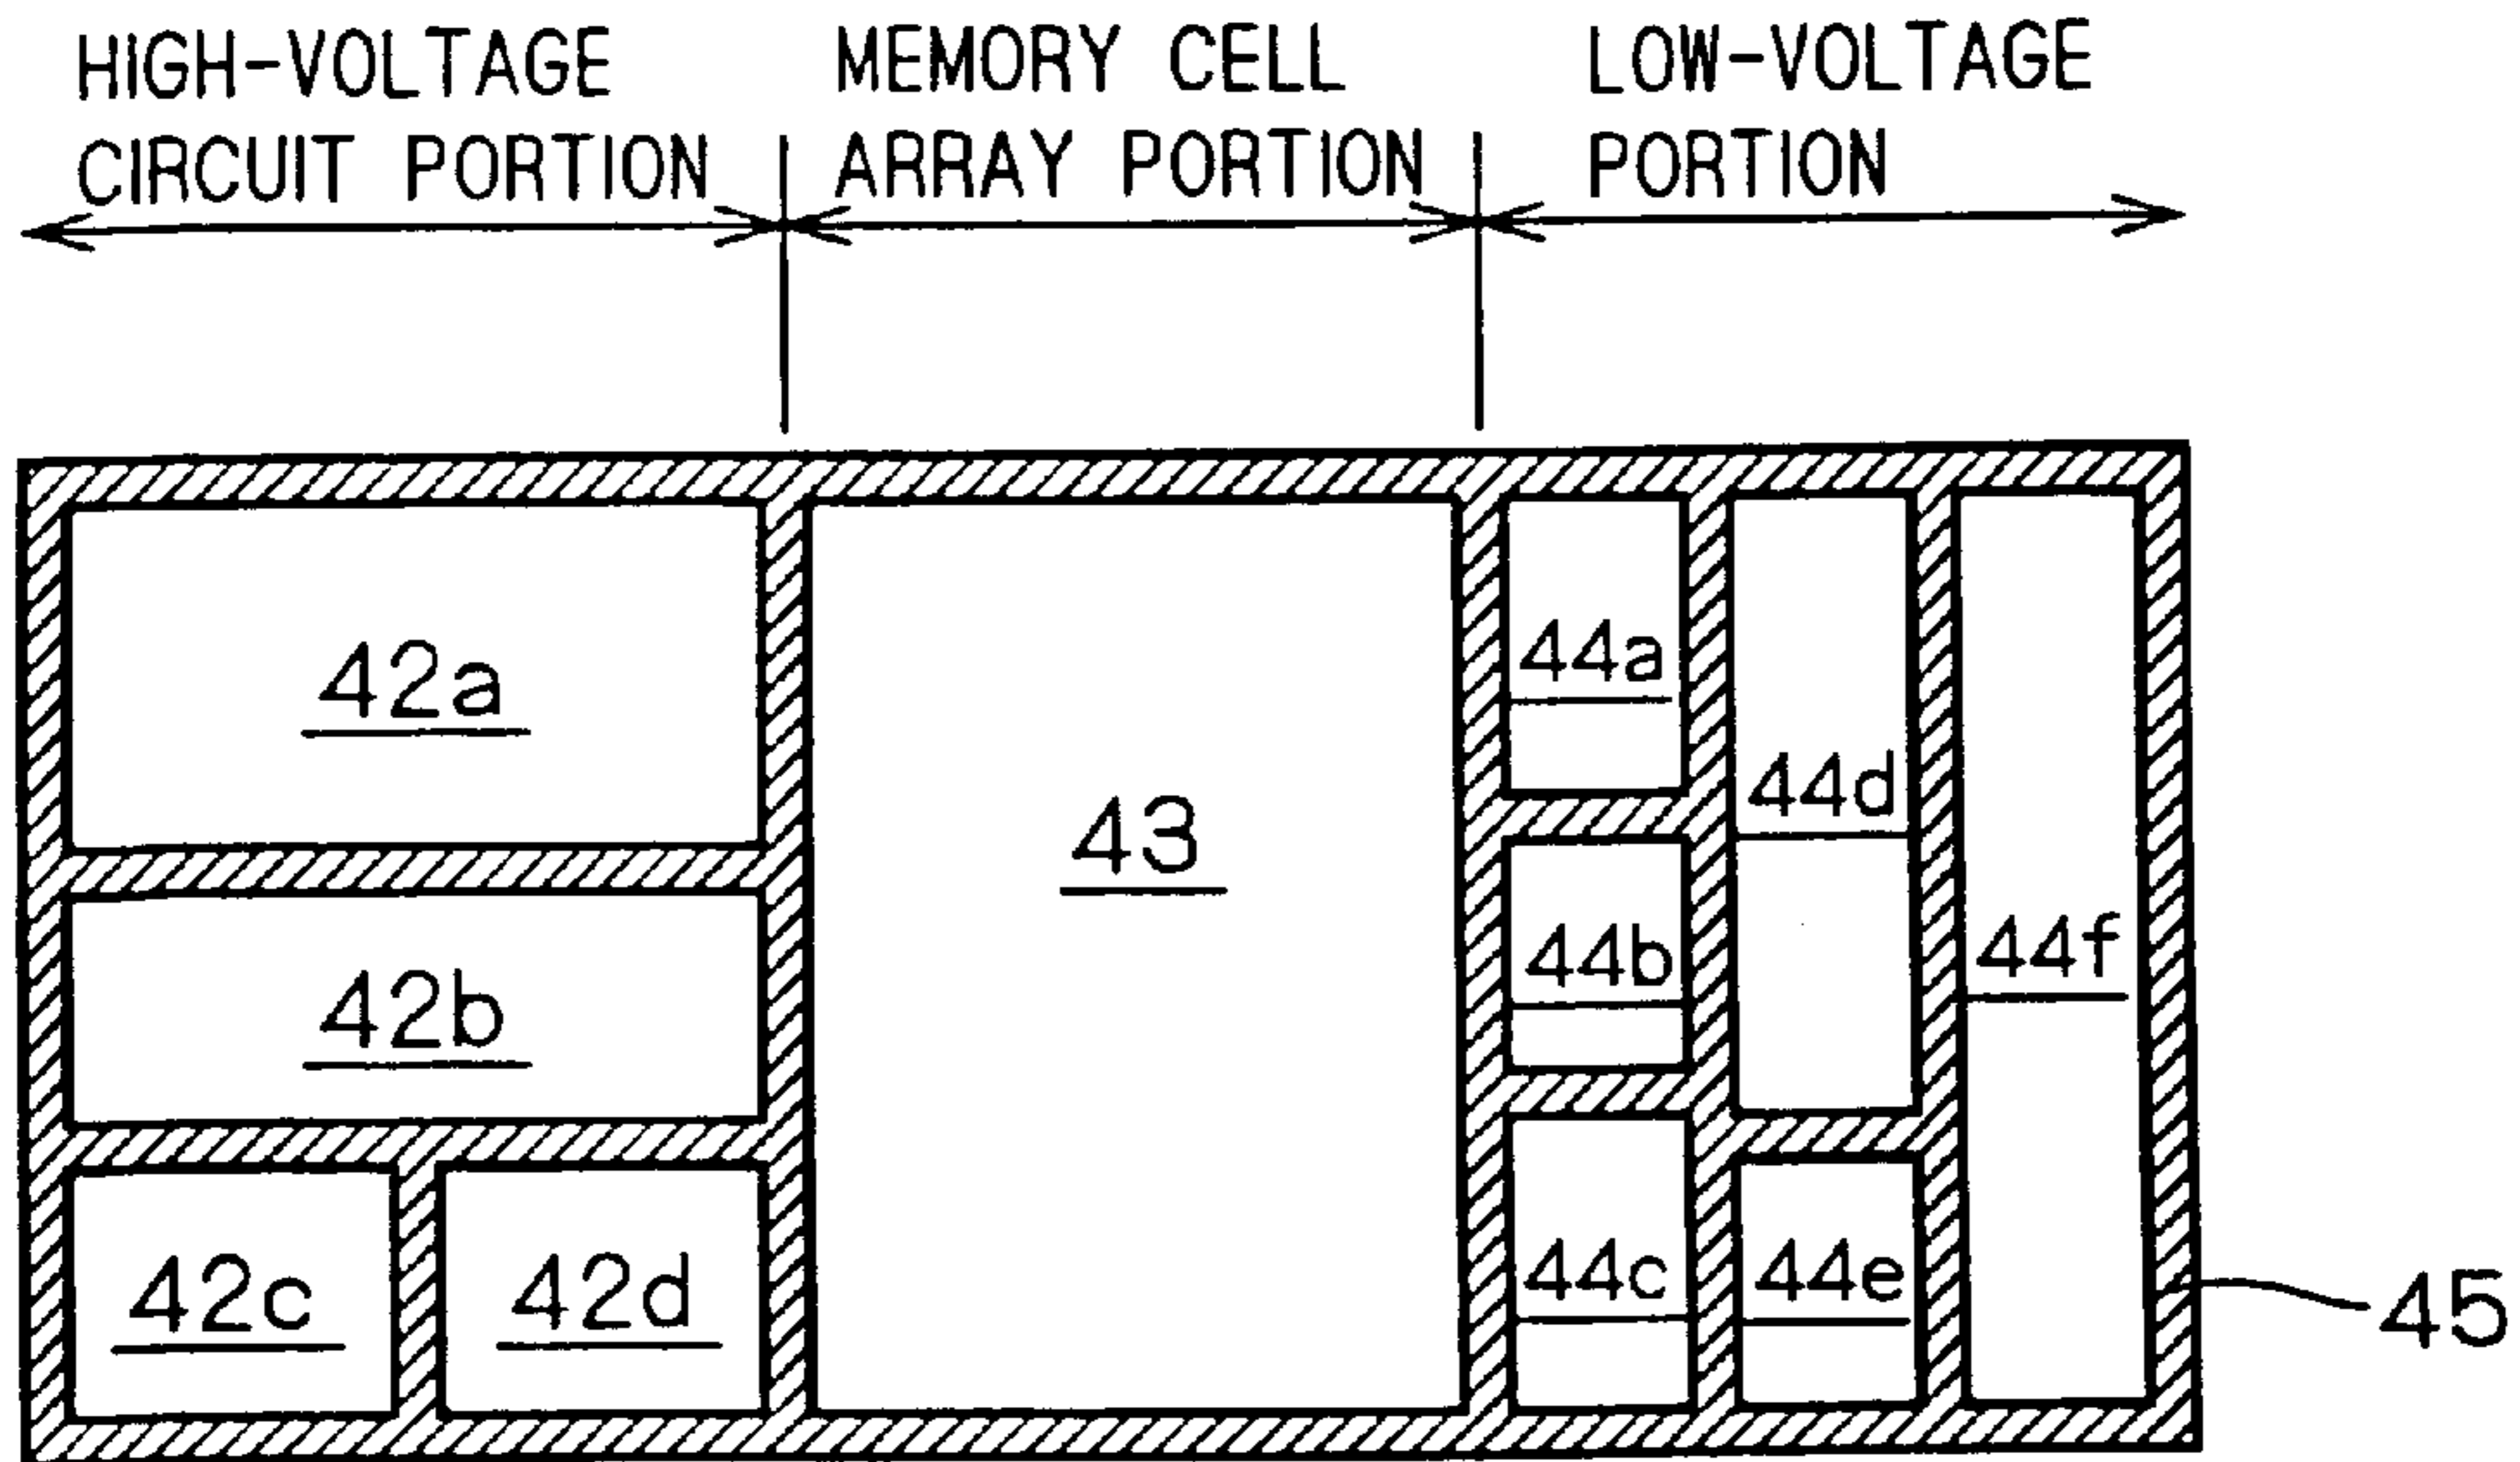 HIGH-VOLTAGE
CIRCUIT PORTION
MEMORY CELL
ARRAY PORTION
LOW-VOLTAGE
PORTION
42a
42b
42c
42d
43
44a
44b
44c
44d
44e
44f
45